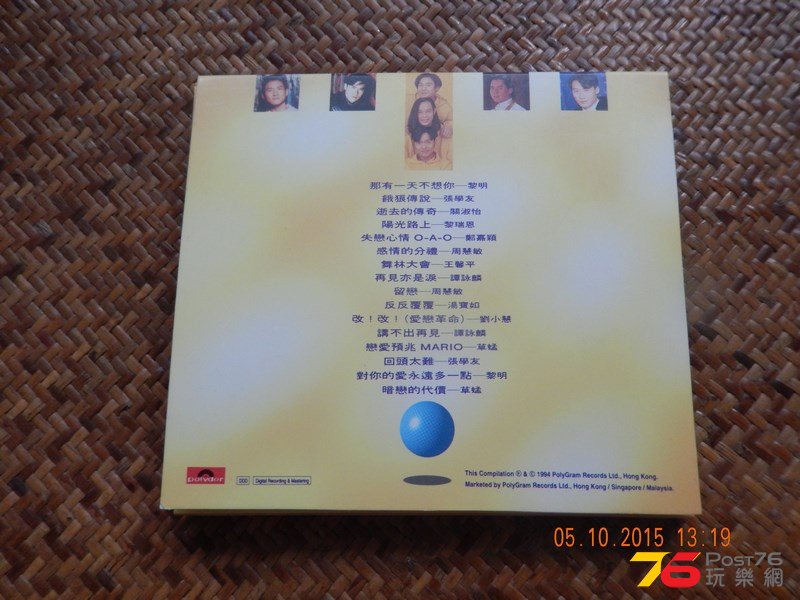 那有一天不想你—黎明
餓狼傳說—張學友
逝去的傳奇—關淑怡
陽光路上—黎瑞恩
失戀心情 O-A-O—鄭嘉穎
感情的分禮—周慧敏
舞林大會—王馨平
再見亦是淚—譚詠麟
留戀—周慧敏
反反覆覆—湯寶如
改！改！(愛戀革命)—劉小慧
講不出再見—譚詠麟
戀愛預兆 MARIO—草蜢
回頭太難—張學友
對你的愛永遠多一點—黎明
暗戀的代價—草蜢
polydor
DDD
Digital Recording & Mastering
This Compilation ℗ & © 1994 PolyGram Records Ltd., Hong Kong.
Marketed by PolyGram Records Ltd., Hong Kong / Singapore / Malaysia.
05.10.2015 13:19
76 POST76
玩樂網